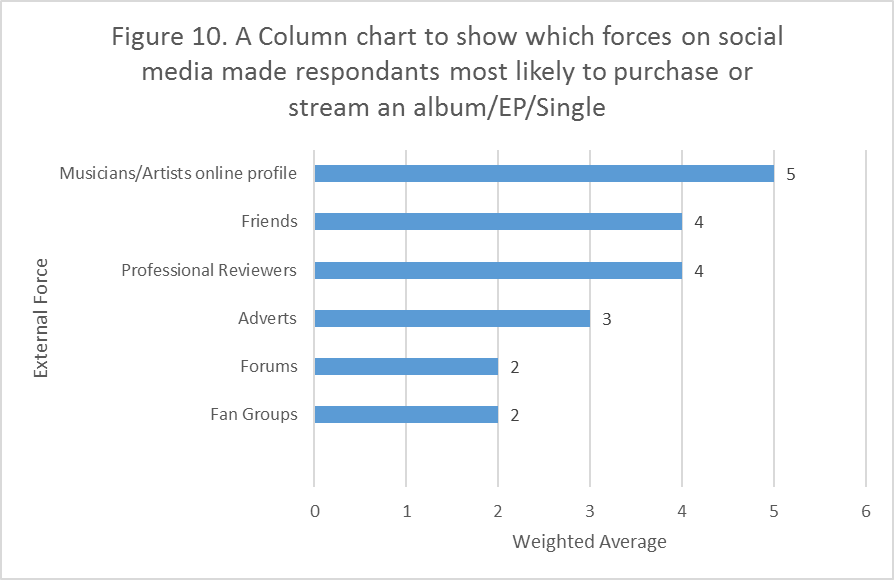 Figure 10. A Column chart to show which forces on social
media made respondants most likely to purchase or
stream an album/EP/Single
External Force
Musicians/Artists online profile 5
Friends 4
Professional Reviewers 4
Adverts 3
Forums 2
Fan Groups 2
0 1 2 3 4 5 6
Weighted Average